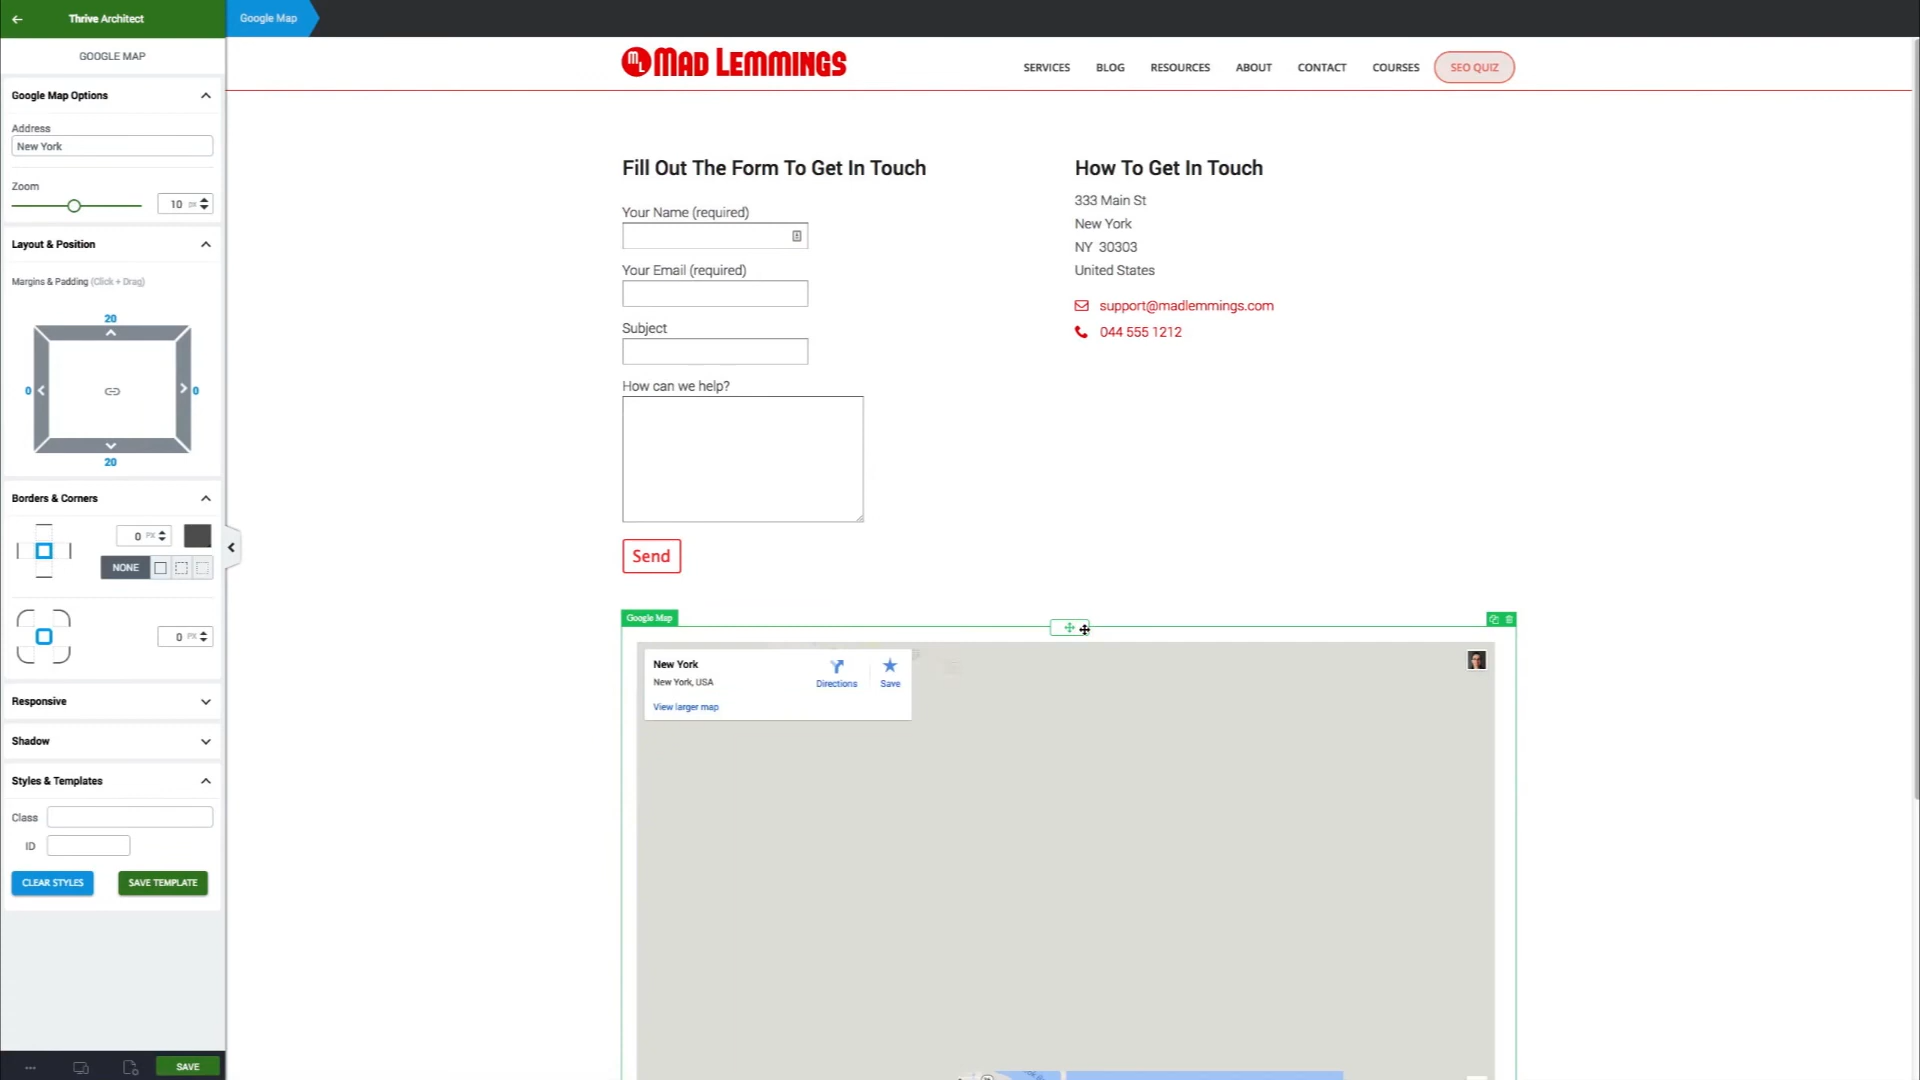 Thrive Architect
Google Map
GOOGLE MAP
Google Map Options
Address
New York
Zoom
10 px
Layout & Position
Margins & Padding (Click + Drag)
20
0
0
20
Borders & Corners
0 PX
NONE
0 PX
Responsive
Shadow
Styles & Templates
Class
ID
CLEAR STYLES
SAVE TEMPLATE
SAVE
ML MAD LEMMINGS
SERVICES
BLOG
RESOURCES
ABOUT
CONTACT
COURSES
SEO QUIZ
Fill Out The Form To Get In Touch
Your Name (required)
Your Email (required)
Subject
How can we help?
Send
How To Get In Touch
333 Main St
New York
NY 30303
United States
support@madlemmings.com
044 555 1212
Google Map
New York
New York, USA
View larger map
Directions
Save